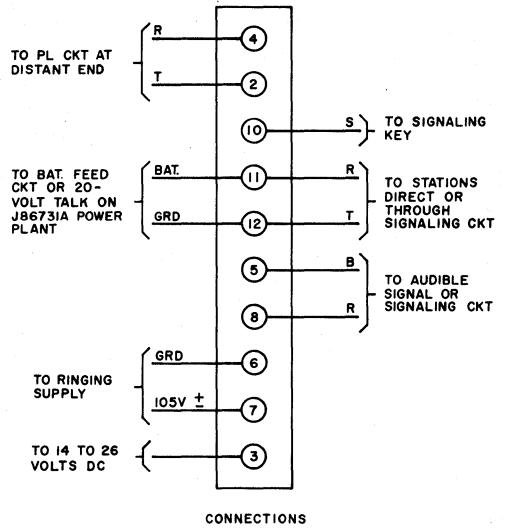 R
4
TO PL CKT AT
DISTANT END
T
2
10
S
TO SIGNALING
KEY
TO BAT. FEED
CKT OR 20-
VOLT TALK ON
J86731A POWER
PLANT
BAT.
11
R
GRD
12
T
TO STATIONS
DIRECT OR
THROUGH
SIGNALING CKT
5
B
8
R
TO AUDIBLE
SIGNAL OR
SIGNALING CKT
TO RINGING
SUPPLY
GRD
6
105V ±
7
TO 14 TO 26
VOLTS DC
3
CONNECTIONS